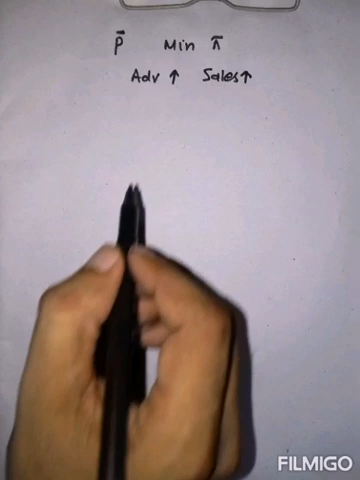 P̄ Min π̄
Adv ↑ Sales ↑
FILMIGO